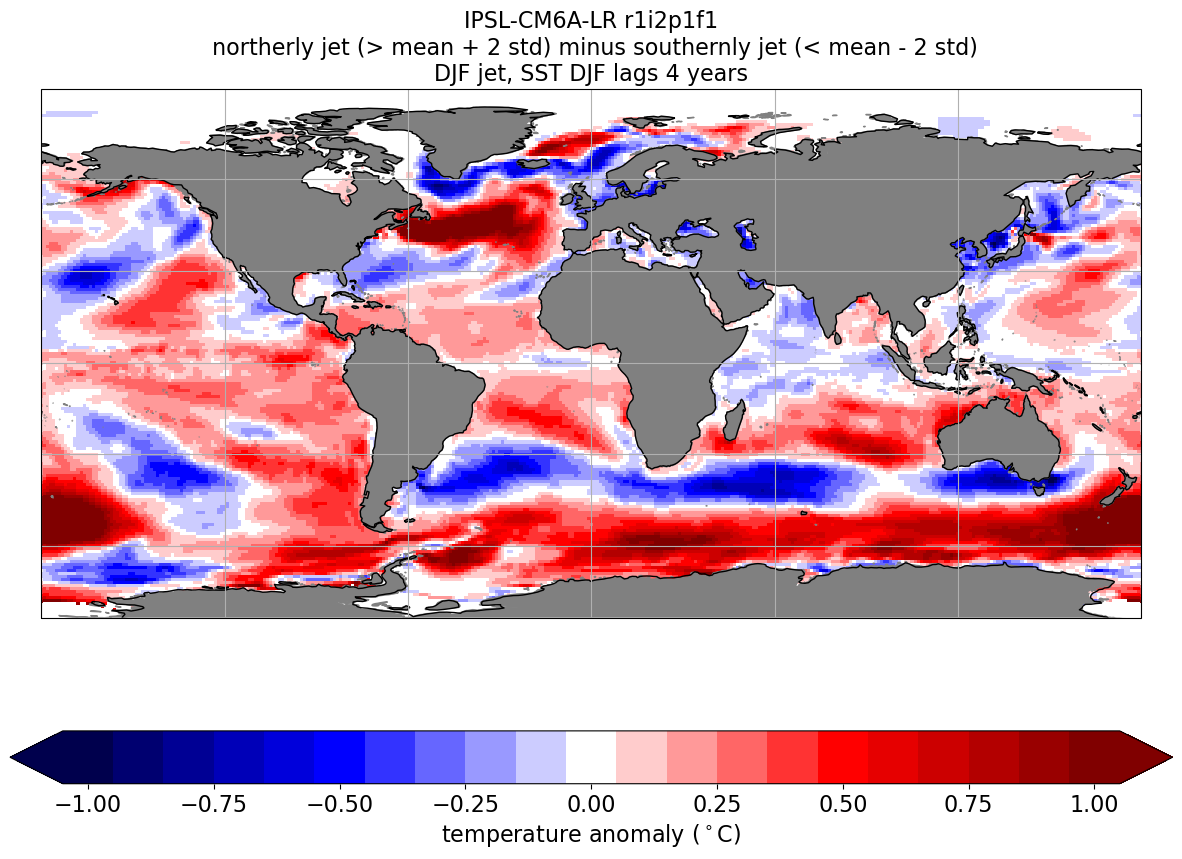 IPSL-CM6A-LR r1i2p1f1
northerly jet (> mean + 2 std) minus southernly jet (< mean - 2 std)
DJF jet, SST DJF lags 4 years
−1.00 −0.75 −0.50 −0.25 0.00 0.25 0.50 0.75 1.00
temperature anomaly (°C)